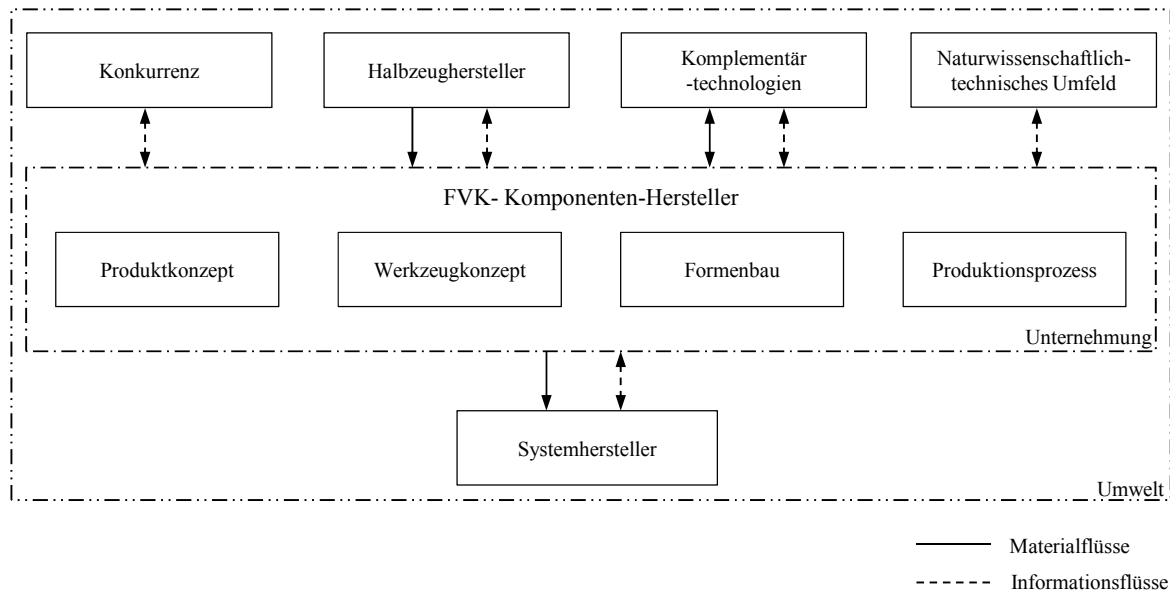 Konkurrenz
Halbzeughersteller
Komplementär
-technologien
Naturwissenschaftlich-
technisches Umfeld
FVK- Komponenten-Hersteller
Produktkonzept
Werkzeugkonzept
Formenbau
Produktionsprozess
Unternehmung
Systemhersteller
Umwelt
Materialflüsse
Informationsflüsse